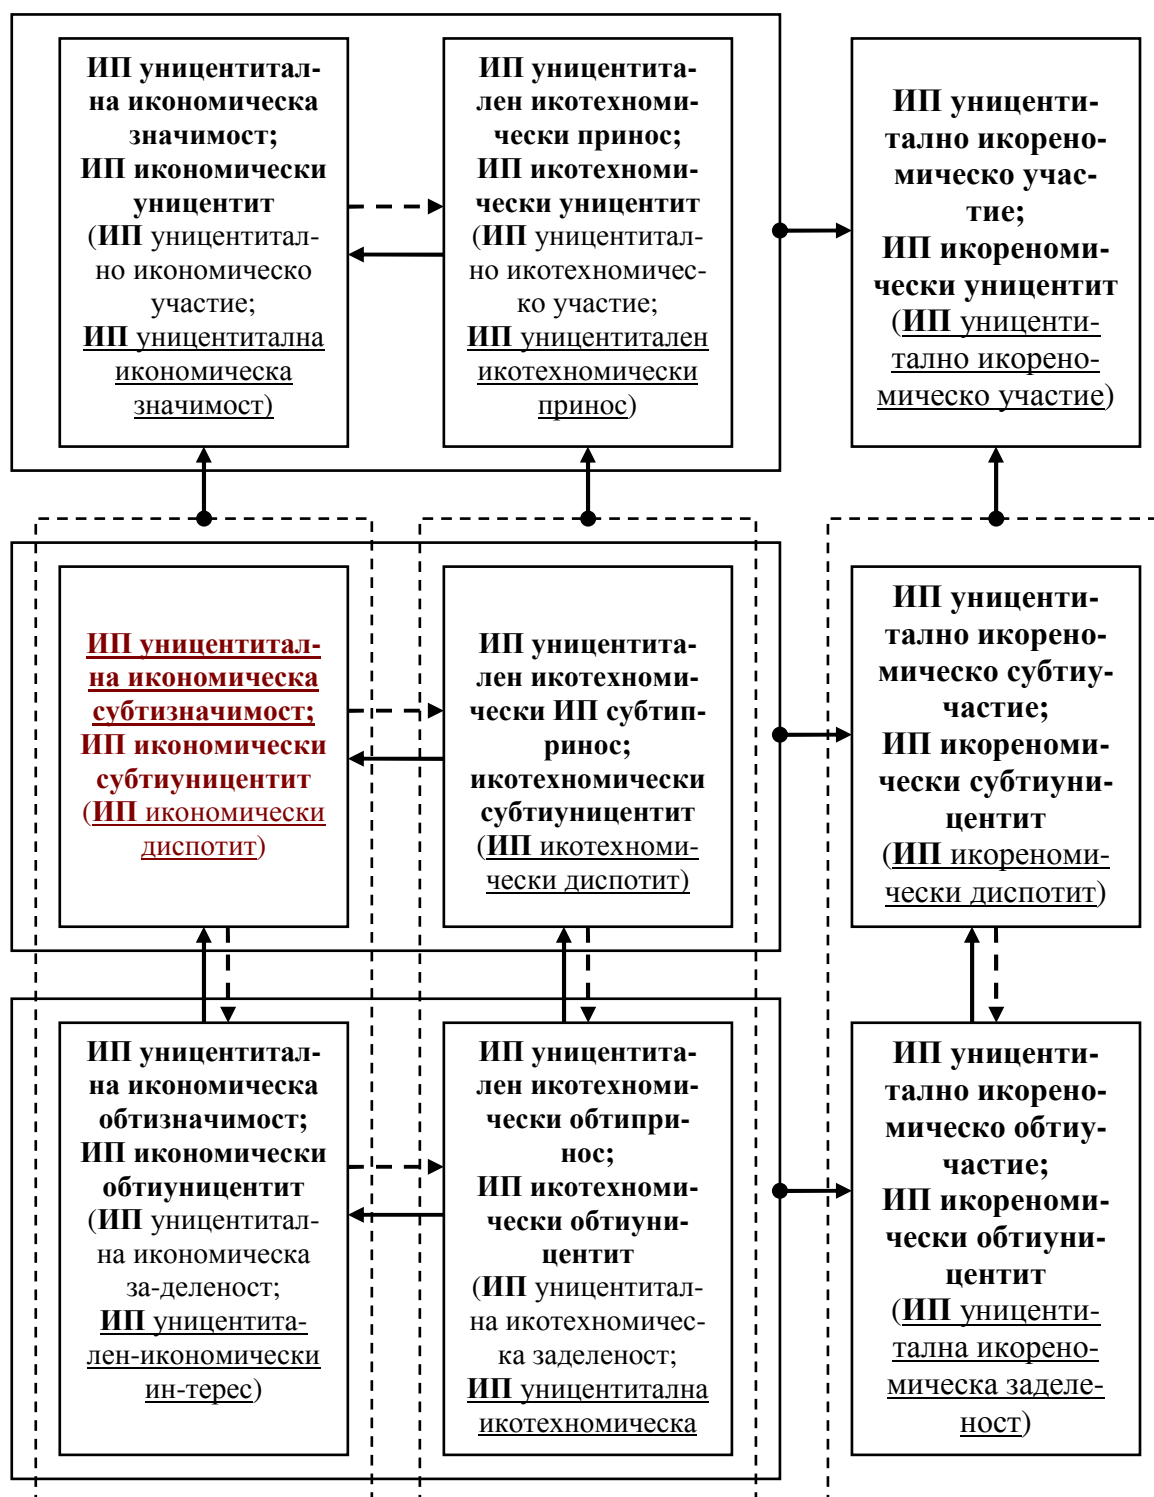 ИП уницентитал-
на икономическа
значимост;
ИП икономически
уницентит
(ИП уницентитал-
но икономическо
участие;
ИП уницентитална
икономическа
значимост)
ИП уницентита-
лен икотехноми-
чески принос;
ИП икотехноми-
чески уницентит
(ИП уницентитал-
но икотехномичес-
ко участие;
ИП уницентитален
икотехномически
принос)
ИП уницентити-
тално икорено-
мическо учас-
тие;
ИП икореноми-
чески уницентит
(ИП уницентити-
тално икорено-
мическо участие)
ИП уницентитал-
на икономическа
субтизначимост;
ИП икономически
субтиуницентит
(ИП икономически
диспотит)
ИП уницентита-
лен икотехноми-
чески ИП субтип-
ринос;
икотехномически
субтиуницентит
(ИП икотехноми-
чески диспотит)
ИП униценти-
тално икорено-
мическо субтиу-
частие;
ИП икореноми-
чески субтиуни-
центит
(ИП икореноми-
чески диспотит)
ИП уницентитал-
на икономическа
обтизначимост;
ИП икономически
обтиуницентит
(ИП уницентитал-
на икономическа
за-деленост;
ИП уницентита-
лен-икономически
ин-терес)
ИП уницентита-
лен икотехноми-
чески обтипри-
нос;
ИП икотехноми-
чески обтиуни-
центит
(ИП уницентитал-
на икотехномичес-
ка заделеност;
ИП уницентитална
икотехномическа
ИП униценти-
тално икорено-
мическо обтиу-
частие;
ИП икореноми-
чески обтиуни-
центит
(ИП униценти-
тална икорено-
мическа заделе-
ност)